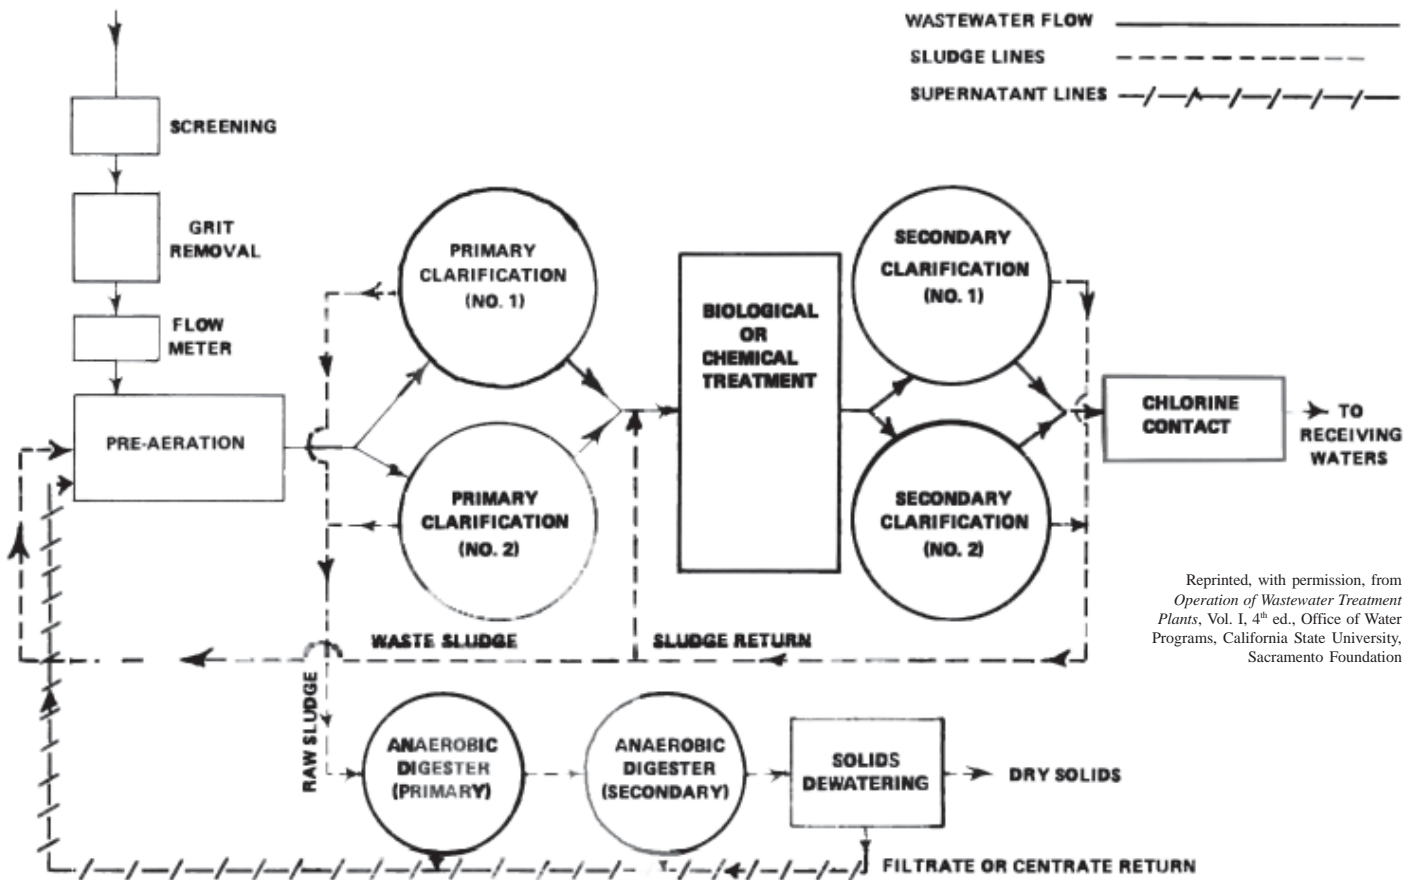 WASTEWATER FLOW
SLUDGE LINES
SUPERNATANT LINES
SCREENING
GRIT
REMOVAL
FLOW
METER
PRE-AERATION
PRIMARY
CLARIFICATION
(NO. 1)
PRIMARY
CLARIFICATION
(NO. 2)
BIOLOGICAL
OR
CHEMICAL
TREATMENT
SECONDARY
CLARIFICATION
(NO. 1)
SECONDARY
CLARIFICATION
(NO. 2)
CHLORINE
CONTACT
TO
RECEIVING
WATERS
Reprinted, with permission, from
Operation of Wastewater Treatment
Plants, Vol. I, 4th ed., Office of Water
Programs, California State University,
Sacramento Foundation
WASTE SLUDGE
SLUDGE RETURN
RAW SLUDGE
ANAEROBIC
DIGESTER
(PRIMARY)
ANAEROBIC
DIGESTER
(SECONDARY)
SOLIDS
DEWATERING
DRY SOLIDS
FILTRATE OR CENTRATE RETURN